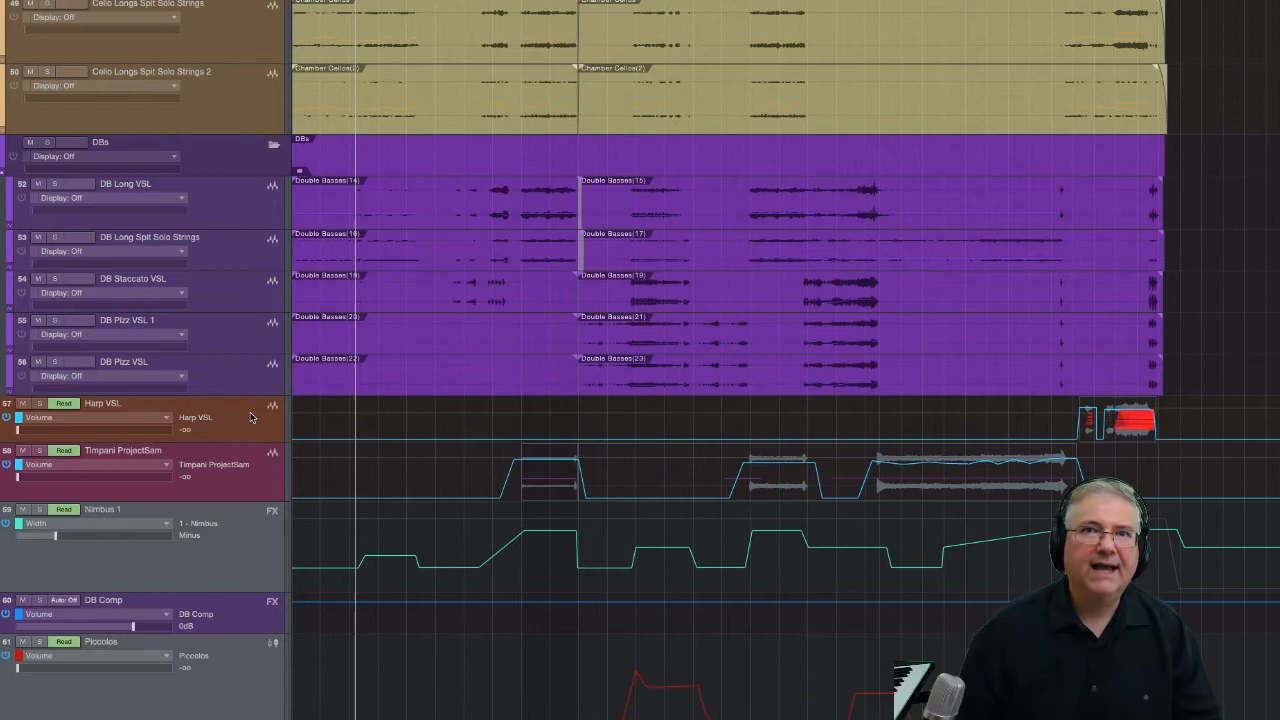 49 Cello Longs Spit Solo Strings Chamber Cellos Chamber Cellos
Display: Off
50 Cello Longs Spit Solo Strings 2 Chamber Cellos(2) Chamber Cellos(2)
Display: Off
M S DBs DBs
Display: Off
52 M S DB Long VSL Double Basses(14) Double Basses(15)
Display: Off
53 M S DB Long Spit Solo Strings Double Basses(16) Double Basses(17)
Display: Off
54 M S DB Staccato VSL Double Basses(18) Double Basses(19)
Display: Off
55 M S DB Pizz VSL 1 Double Basses(20) Double Basses(21)
Display: Off
56 M S DB Pizz VSL Double Basses(22) Double Basses(23)
Display: Off
57 M S Read Harp VSL
Volume Harp VSL
-oo
58 M S Read Timpani ProjectSam
Volume Timpani ProjectSam
-oo
59 M S Read Nimbus 1 FX
Width 1 - Nimbus
Minus
60 M S Auto: Off DB Comp FX
Volume DB Comp
0dB
61 M S Read Piccolos
Volume Piccolos
-oo